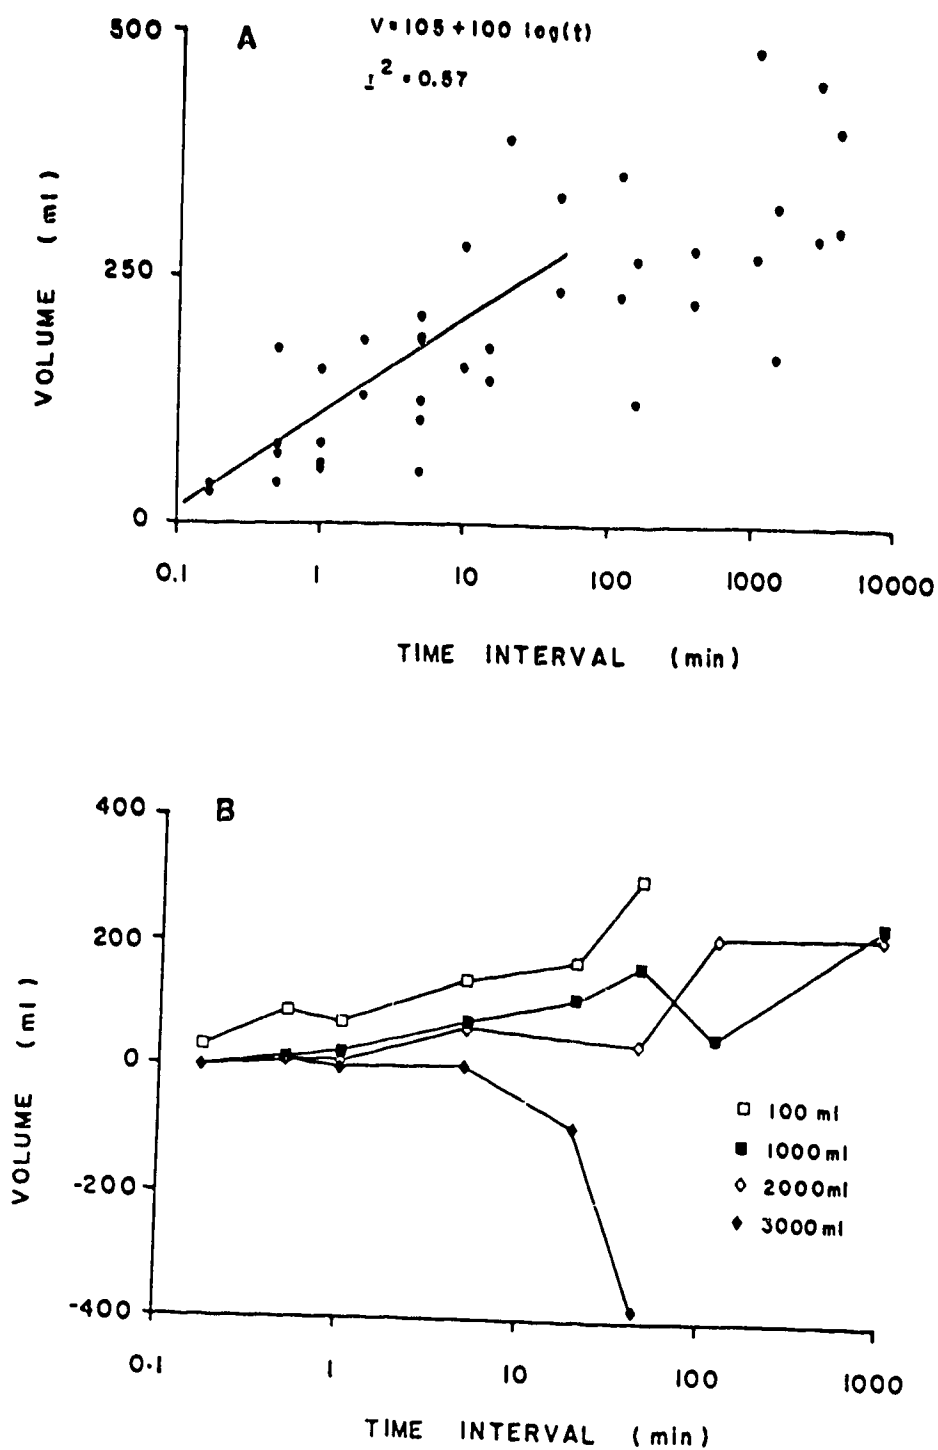 500
A
V=105+100 log(t)
r² = 0.57
VOLUME (ml)
250
0
0.1 1 10 100 1000 10000
TIME INTERVAL (min)
400
B
200
VOLUME (ml)
0
□ 100 ml
■ 1000ml
◇ 2000ml
◆ 3000ml
-200
-400
0.1 1 10 100 1000
TIME INTERVAL (min)